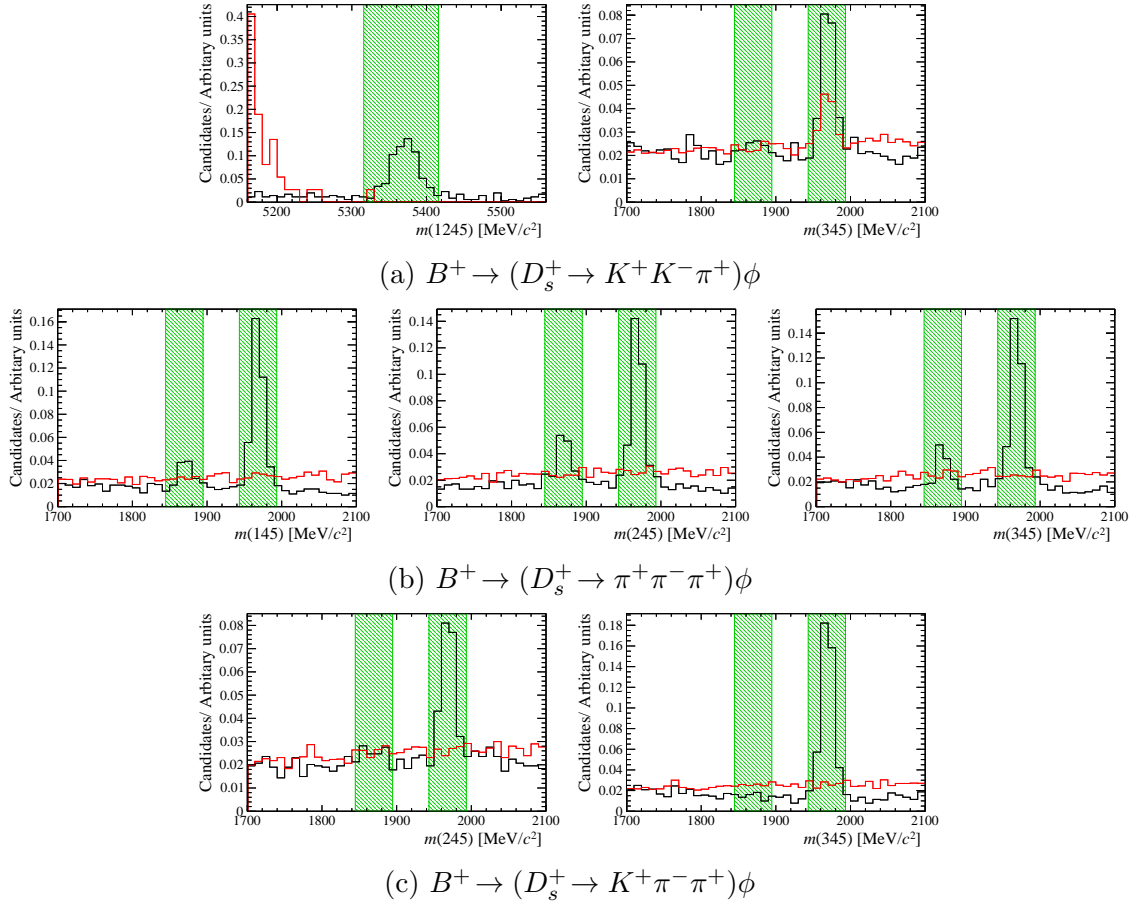 Candidates/ Arbitary units
0.4
0.35
0.3
0.25
0.2
0.15
0.1
0.05
0
5200 5300 5400 5500
m(1245) [MeV/c²]
Candidates/ Arbitary units
0.08
0.07
0.06
0.05
0.04
0.03
0.02
0.01
0
1700 1800 1900 2000 2100
m(345) [MeV/c²]
(a) B⁺ → (Dₛ⁺ → K⁺K⁻π⁺)ϕ
Candidates/ Arbitary units
0.16
0.14
0.12
0.1
0.08
0.06
0.04
0.02
0
1700 1800 1900 2000 2100
m(145) [MeV/c²]
Candidates/ Arbitary units
0.14
0.12
0.1
0.08
0.06
0.04
0.02
0
1700 1800 1900 2000 2100
m(245) [MeV/c²]
Candidates/ Arbitary units
0.14
0.12
0.1
0.08
0.06
0.04
0.02
0
1700 1800 1900 2000 2100
m(345) [MeV/c²]
(b) B⁺ → (Dₛ⁺ → π⁺π⁻π⁺)ϕ
Candidates/ Arbitary units
0.08
0.07
0.06
0.05
0.04
0.03
0.02
0.01
0
1700 1800 1900 2000 2100
m(245) [MeV/c²]
Candidates/ Arbitary units
0.18
0.16
0.14
0.12
0.1
0.08
0.06
0.04
0.02
0
1700 1800 1900 2000 2100
m(345) [MeV/c²]
(c) B⁺ → (Dₛ⁺ → K⁺π⁻π⁺)ϕ